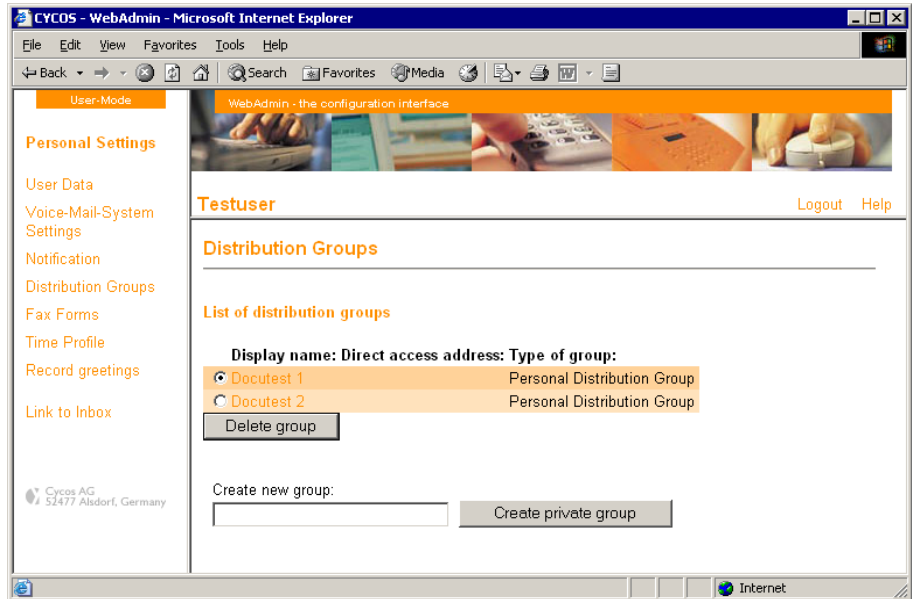 CYCOS - WebAdmin - Microsoft Internet Explorer
File Edit View Favorites Tools Help
Back Search Favorites Media
User-Mode
WebAdmin - the configuration interface
Personal Settings
User Data
Voice-Mail-System
Settings
Notification
Distribution Groups
Fax Forms
Time Profile
Record greetings
Link to Inbox
Cycos AG
52477 Alsdorf, Germany
Testuser Logout Help
Distribution Groups
List of distribution groups
Display name: Direct access address: Type of group:
Docutest 1 Personal Distribution Group
Docutest 2 Personal Distribution Group
Delete group
Create new group:
Create private group
Internet